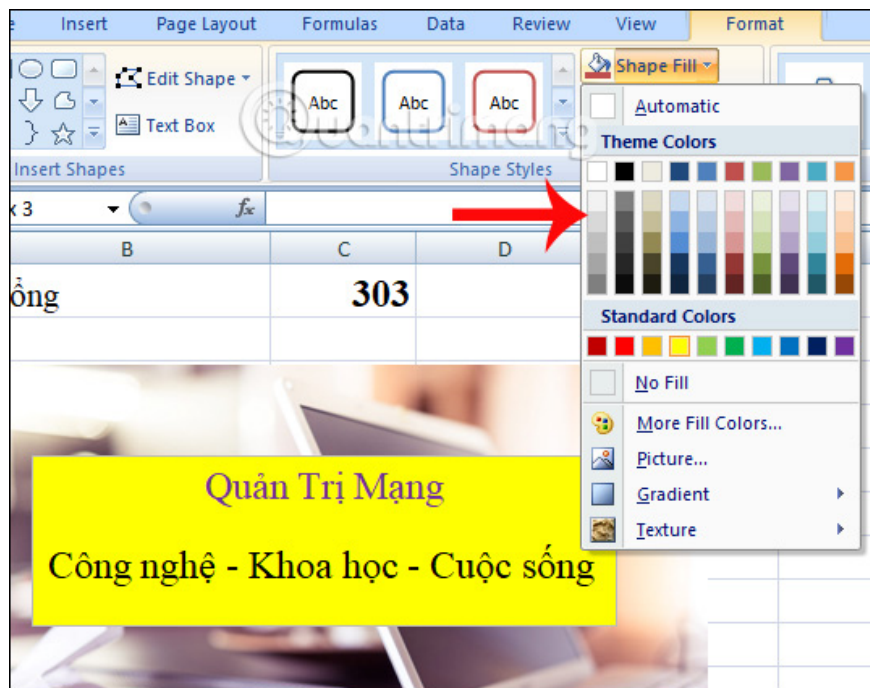 Insert Page Layout Formulas Data Review View Format
Edit Shape
Text Box
Abc Abc Abc
Shape Fill
Insert Shapes
Shape Styles
Quantrimang
Automatic
Theme Colors
x 3
fx
B C D
ổng 303
Standard Colors
No Fill
More Fill Colors...
Picture...
Gradient
Texture
Quản Trị Mạng
Công nghệ - Khoa học - Cuộc sống